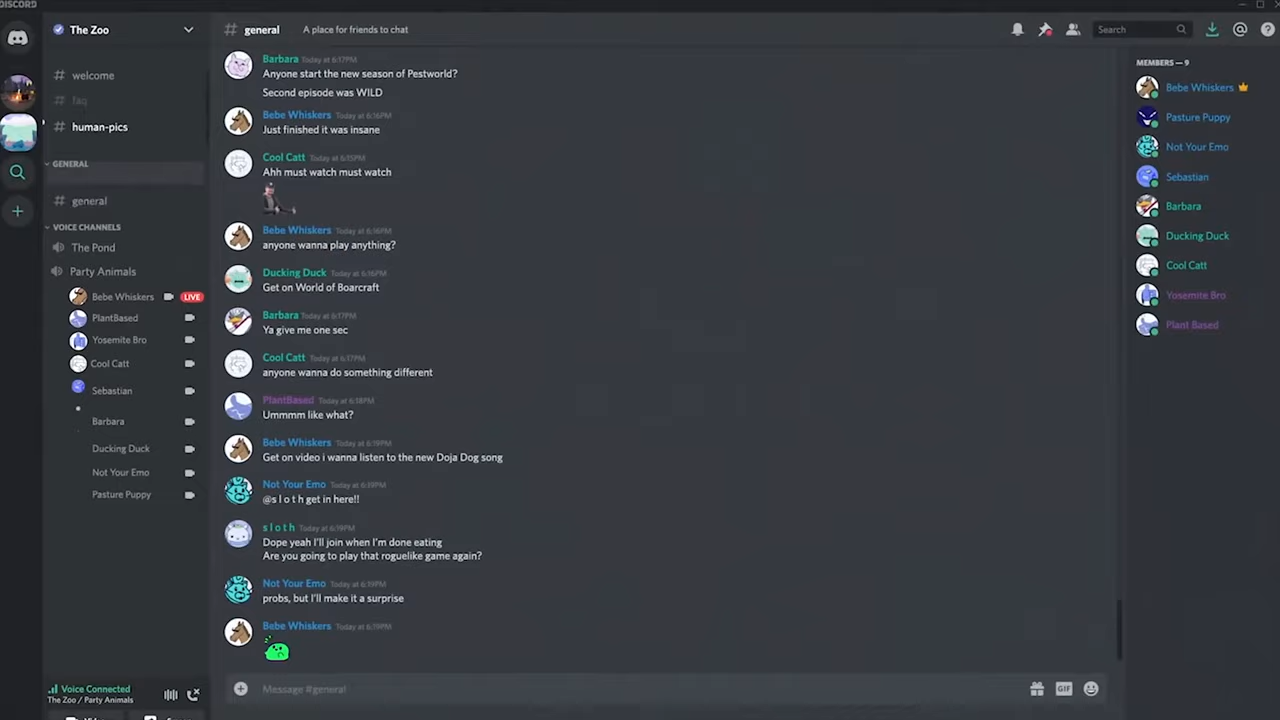 DISCORD
The Zoo
# welcome
# faq
# human-pics
GENERAL
# general
VOICE CHANNELS
The Pond
Party Animals
Bebe Whiskers LIVE
PlantBased
Yosemite Bro
Cool Catt
Sebastian
Barbara
Ducking Duck
Not Your Emo
Pasture Puppy
Voice Connected
The Zoo / Party Animals
# general A place for friends to chat
Search
Barbara Today at 6:17PM
Anyone start the new season of Pestworld?
Second episode was WILD
Bebe Whiskers Today at 6:16PM
Just finished it was insane
Cool Catt Today at 6:15PM
Ahh must watch must watch
Bebe Whiskers Today at 6:16PM
anyone wanna play anything?
Ducking Duck Today at 6:16PM
Get on World of Boarcraft
Barbara Today at 6:17PM
Ya give me one sec
Cool Catt Today at 6:17PM
anyone wanna do something different
PlantBased Today at 6:18PM
Ummmm like what?
Bebe Whiskers Today at 6:19PM
Get on video i wanna listen to the new Doja Dog song
Not Your Emo Today at 6:19PM
@s l o t h get in here!!
s l o t h Today at 6:19PM
Dope yeah I'll join when I'm done eating
Are you going to play that roguelike game again?
Not Your Emo Today at 6:19PM
probs, but I'll make it a surprise
Bebe Whiskers Today at 6:19PM
Message #general
GIF
MEMBERS — 9
Bebe Whiskers
Pasture Puppy
Not Your Emo
Sebastian
Barbara
Ducking Duck
Cool Catt
Yosemite Bro
Plant Based